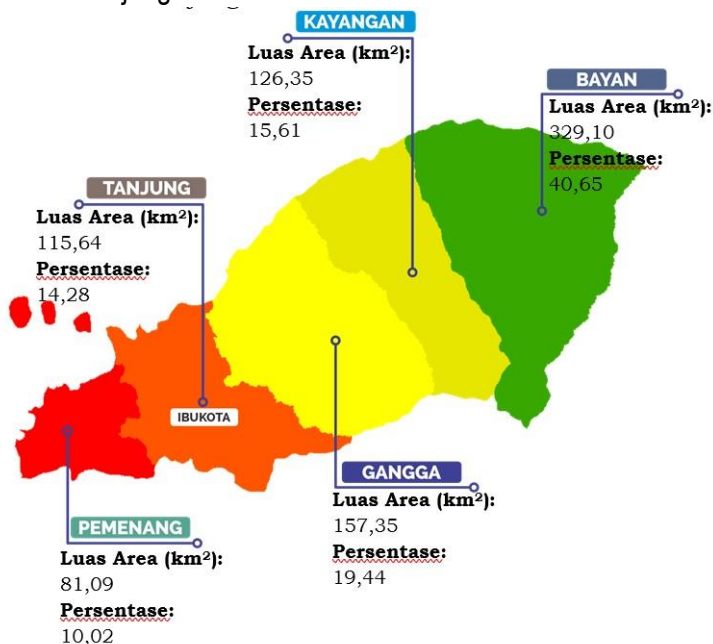 KAYANGAN
Luas Area (km²):
126,35
Persentase:
15,61
BAYAN
Luas Area (km²):
329,10
Persentase:
40,65
TANJUNG
Luas Area (km²):
115,64
Persentase:
14,28
IBUKOTA
GANGGA
Luas Area (km²):
157,35
Persentase:
19,44
PEMENANG
Luas Area (km²):
81,09
Persentase:
10,02